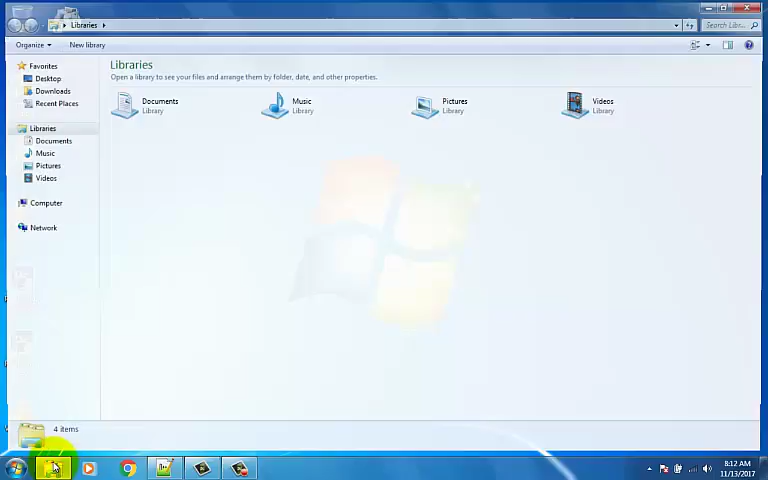 Libraries
Search Libr...
Organize
New library
Favorites
Desktop
Downloads
Recent Places
Libraries
Documents
Music
Pictures
Videos
Computer
Network
Libraries
Open a library to see your files and arrange them by folder, date, and other properties.
Documents
Library
Music
Library
Pictures
Library
Videos
Library
4 items
8:12 AM
11/13/2017